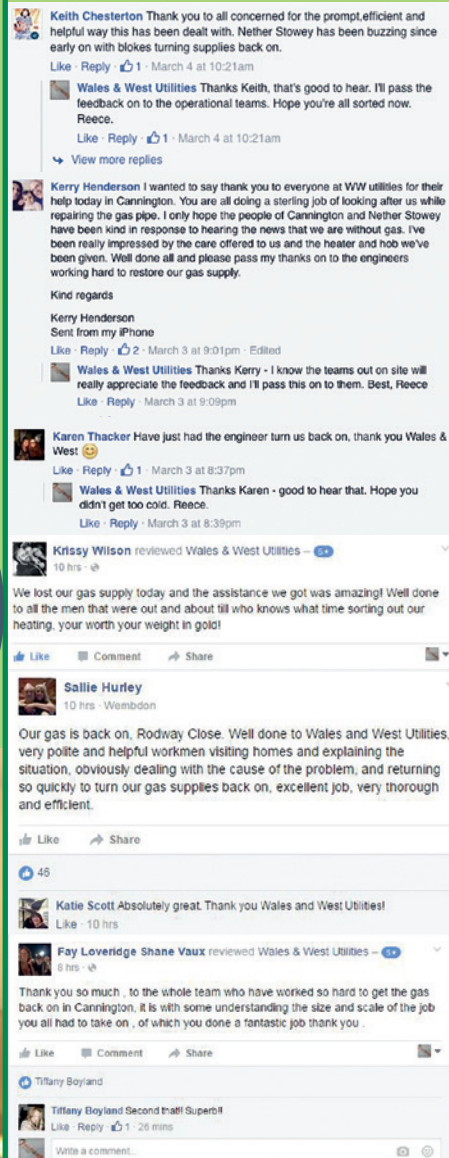 Keith Chesterton Thank you to all concerned for the prompt,efficient and
helpful way this has been dealt with. Nether Stowey has been buzzing since
early on with blokes turning supplies back on.
Like · Reply · 1 · March 4 at 10:21am
Wales & West Utilities Thanks Keith, that's good to hear. I'll pass the
feedback on to the operational teams. Hope you're all sorted now.
Reece.
Like · Reply · 1 · March 4 at 10:21am
View more replies
Kerry Henderson I wanted to say thank you to everyone at WW utilities for their
help today in Cannington. You are all doing a sterling job of looking after us while
repairing the gas pipe. I only hope the people of Cannington and Nether Stowey
have been kind in response to hearing the news that we are without gas. I've
been really impressed by the care offered to us and the heater and hob we've
been given. Well done all and please pass my thanks on to the engineers
working hard to restore our gas supply.
Kind regards
Kerry Henderson
Sent from my iPhone
Like · Reply · 2 · March 3 at 9:01pm · Edited
Wales & West Utilities Thanks Kerry - I know the teams out on site will
really appreciate the feedback and I'll pass this on to them. Best, Reece
Like · Reply · March 3 at 9:09pm
Karen Thacker Have just had the engineer turn us back on, thank you Wales &
West 😊
Like · Reply · 1 · March 3 at 8:37pm
Wales & West Utilities Thanks Karen - good to hear that. Hope you
didn't get too cold. Reece.
Like · Reply · March 3 at 8:39pm
Krissy Wilson reviewed Wales & West Utilities – 5★
10 hrs ·
We lost our gas supply today and the assistance we got was amazing! Well done
to all the men that were out and about till who knows what time sorting out our
heating, your worth your weight in gold!
Like Comment Share
Sallie Hurley
10 hrs · Wembdon
Our gas is back on, Rodway Close. Well done to Wales and West Utilities,
very polite and helpful workmen visiting homes and explaining the
situation, obviously dealing with the cause of the problem, and returning
so quickly to turn our gas supplies back on, excellent job, very thorough
and efficient.
Like Share
46
Katie Scott Absolutely great. Thank you Wales and West Utilities!
Like · 10 hrs
Fay Loveridge Shane Vaux reviewed Wales & West Utilities – 5★
8 hrs ·
Thank you so much , to the whole team who have worked so hard to get the gas
back on in Cannington, it is with some understanding the size and scale of the job
you all had to take on , of which you done a fantastic job thank you .
Like Comment Share
Tiffany Boyland
Tiffany Boyland Second that!! Superb!!
Like · Reply · 1 · 26 mins
Write a comment...